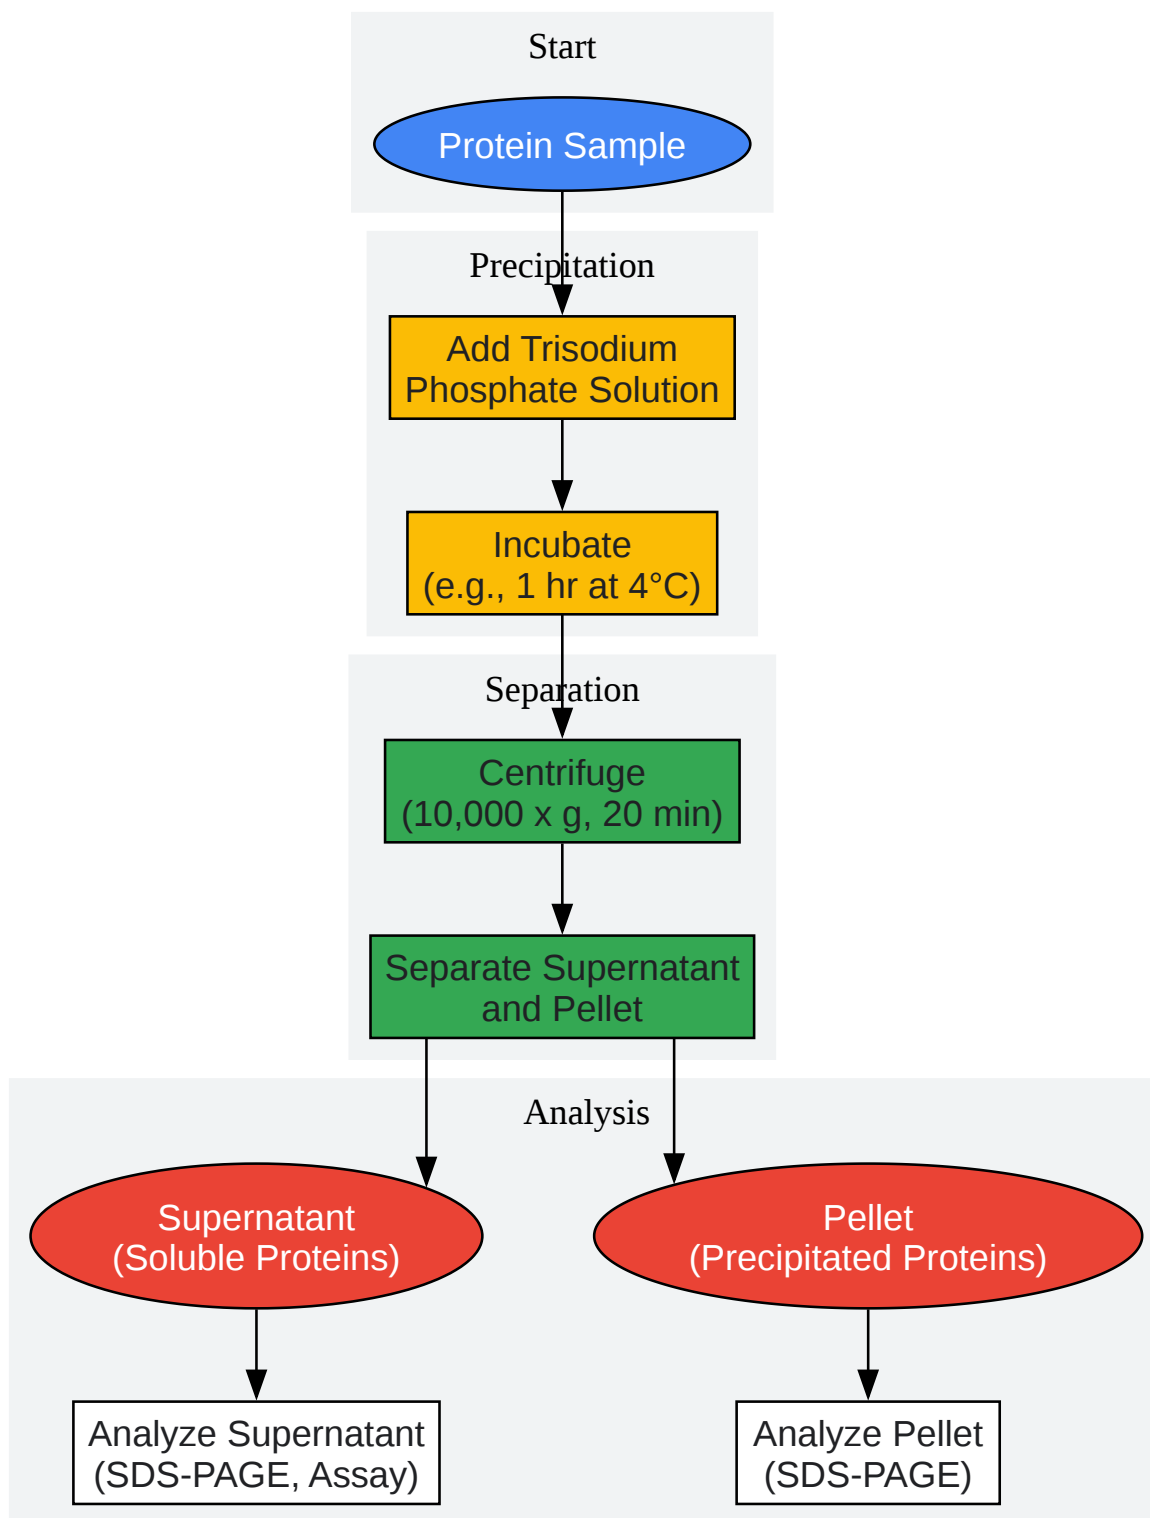 Start
Protein Sample
Precipitation
Add Trisodium
Phosphate Solution
Incubate
(e.g., 1 hr at 4°C)
Separation
Centrifuge
(10,000 x g, 20 min)
Separate Supernatant
and Pellet
Analysis
Supernatant
(Soluble Proteins)
Pellet
(Precipitated Proteins)
Analyze Supernatant
(SDS-PAGE, Assay)
Analyze Pellet
(SDS-PAGE)